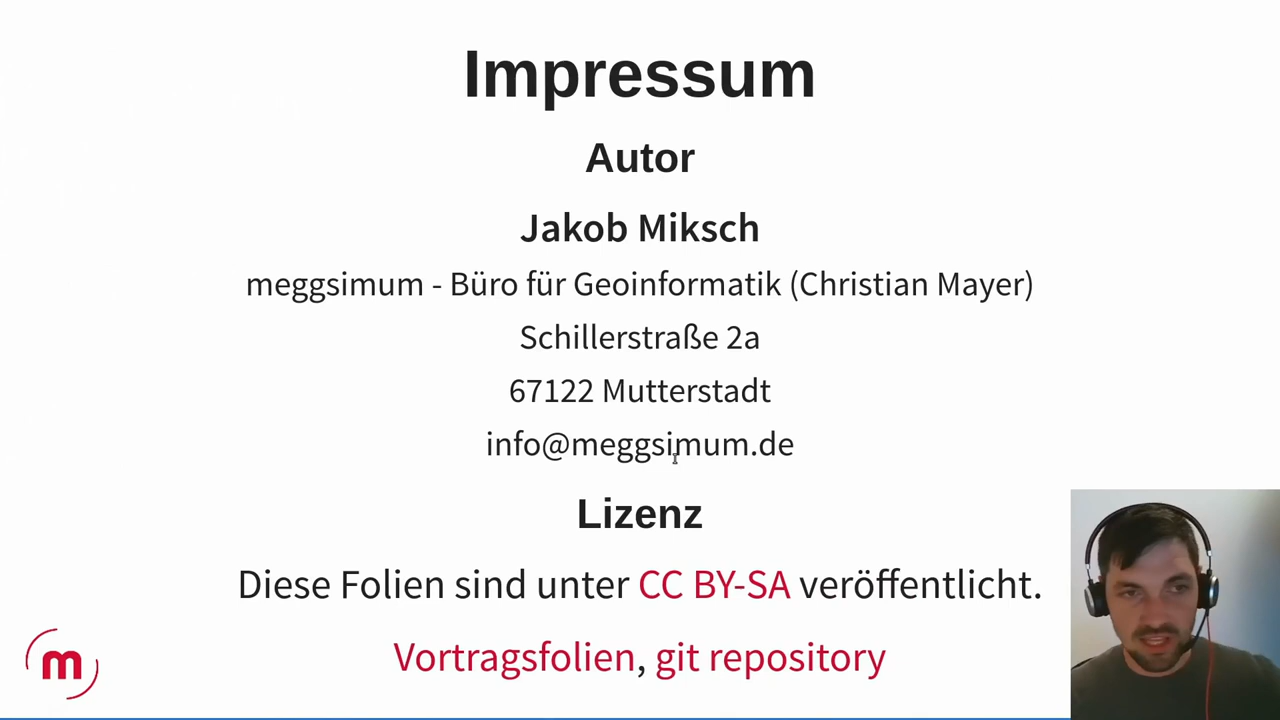 Impressum
Autor
Jakob Miksch
meggsimum - Büro für Geoinformatik (Christian Mayer)
Schillerstraße 2a
67122 Mutterstadt
info@meggsimum.de
Lizenz
Diese Folien sind unter CC BY-SA veröffentlicht.
Vortragsfolien, git repository
m